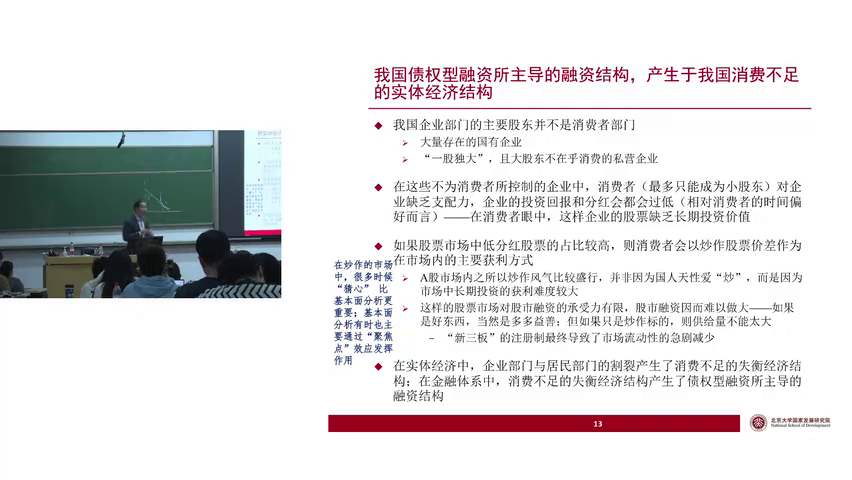 我国债权型融资所主导的融资结构，产生于我国消费不足
的实体经济结构
我国企业部门的主要股东并不是消费者部门
大量存在的国有企业
“一股独大”，且大股东不在乎消费的私营企业
在这些不为消费者所控制的企业中，消费者（最多只能成为小股东）对企
业缺乏支配力，企业的投资回报和分红会都会过低（相对消费者的时间偏
好而言）——在消费者眼中，这样企业的股票缺乏长期投资价值
如果股票市场中低分红股票的占比较高，则消费者会以炒作股票价差作为
在市场内的主要获利方式
A股市场内之所以炒作风气比较盛行，并非因为国人天性爱“炒”，而是因为
市场中长期投资的获利难度较大
这样的股票市场对股市融资的承受力有限，股市融资因而难以做大——如果
是好东西，当然是多多益善；但如果只是炒作标的，则供给量不能太大
– “新三板”的注册制最终导致了市场流动性的急剧减少
在实体经济中，企业部门与居民部门的割裂产生了消费不足的失衡经济结
构；在金融体系中，消费不足的失衡经济结构产生了债权型融资所主导的
融资结构
在炒作的市场
中，很多时候
“猜心” 比
基本面分析更
重要；基本面
分析有时也主
要通过“聚焦
点”效应发挥
作用
13
北京大学国家发展研究院
National School of Development